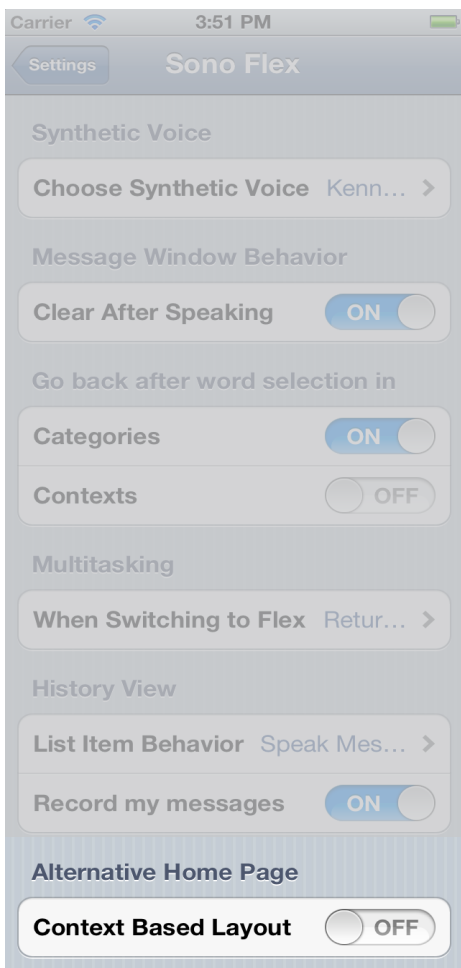 Carrier 3:51 PM
Settings Sono Flex
Synthetic Voice
Choose Synthetic Voice Kenn... >
Message Window Behavior
Clear After Speaking ON
Go back after word selection in
Categories ON
Contexts OFF
Multitasking
When Switching to Flex Retur... >
History View
List Item Behavior Speak Mes... >
Record my messages ON
Alternative Home Page
Context Based Layout OFF